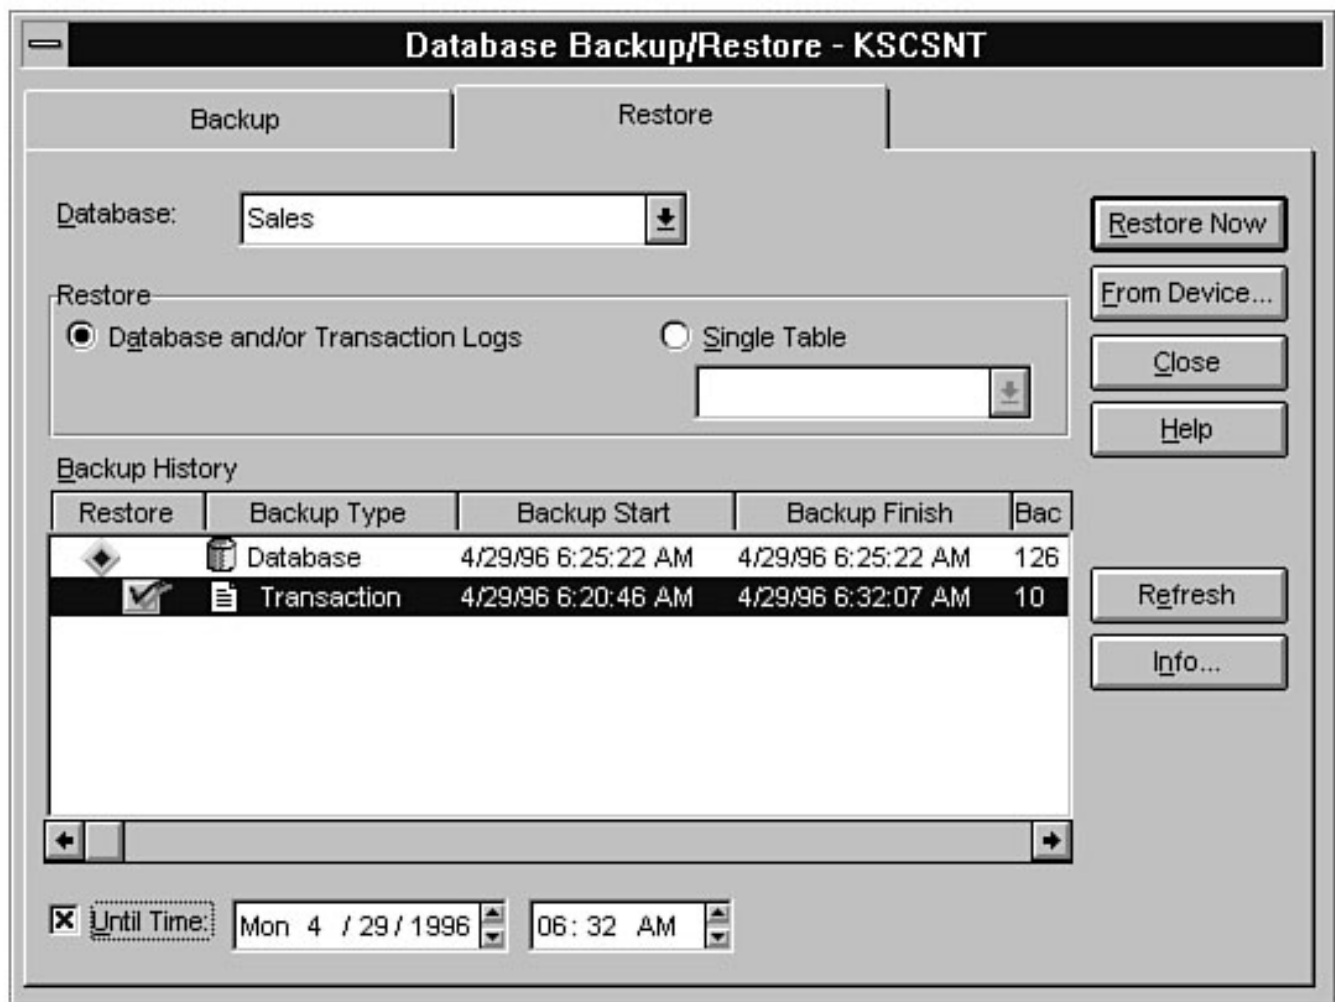 Database Backup/Restore - KSCSNT
Backup
Restore
Database:
Sales
Restore Now
From Device...
Close
Help
Restore
Database and/or Transaction Logs
Single Table
Backup History
Restore Backup Type Backup Start Backup Finish Bac
Database 4/29/96 6:25:22 AM 4/29/96 6:25:22 AM 126
Transaction 4/29/96 6:20:46 AM 4/29/96 6:32:07 AM 10
Refresh
Info...
Until Time: Mon 4 / 29 / 1996 06: 32 AM